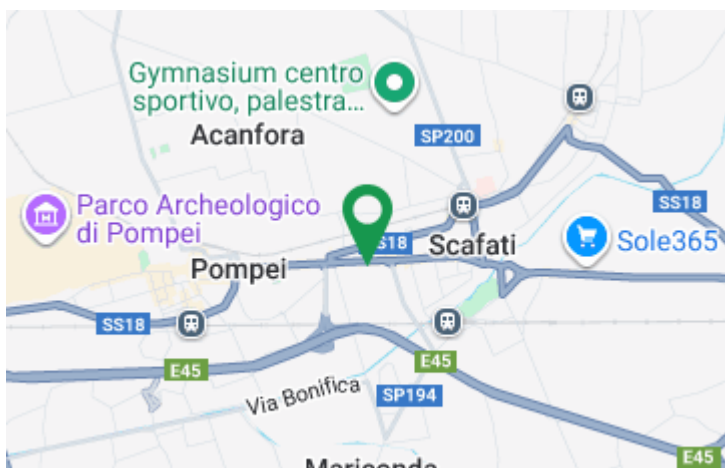 Gymnasium centro
sportivo, palestra...
Acanfora
SP200
Parco Archeologico
di Pompei
SS18
SS18
Scafati
Sole365
Pompei
SS18
E45
E45
Via Bonifica
SP194
Mariconda
E45